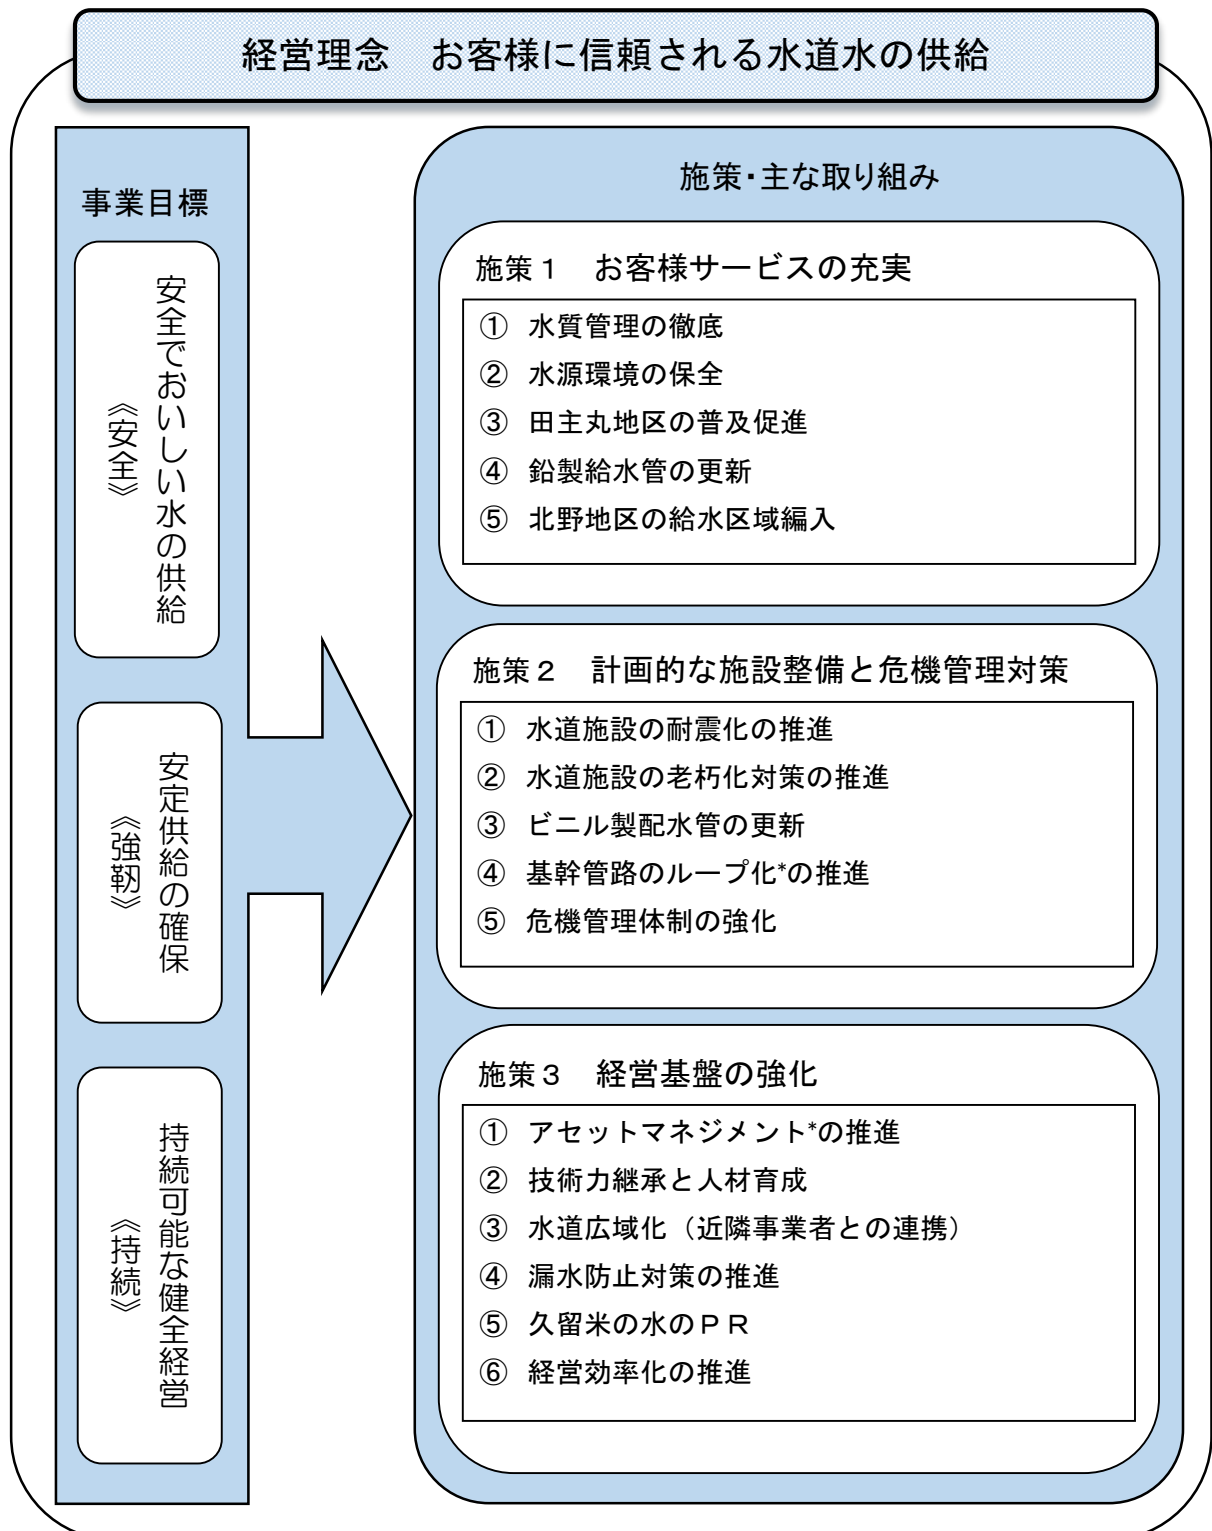 経営理念　お客様に信頼される水道水の供給
事業目標
安全でおいしい水の供給
《安全》
安定供給の確保
《強靭》
持続可能な健全経営
《持続》
施策・主な取り組み
施策１　お客様サービスの充実
①　水質管理の徹底
②　水源環境の保全
③　田主丸地区の普及促進
④　鉛製給水管の更新
⑤　北野地区の給水区域編入
施策２　計画的な施設整備と危機管理対策
①　水道施設の耐震化の推進
②　水道施設の老朽化対策の推進
③　ビニル製配水管の更新
④　基幹管路のループ化*の推進
⑤　危機管理体制の強化
施策３　経営基盤の強化
①　アセットマネジメント*の推進
②　技術力継承と人材育成
③　水道広域化（近隣事業者との連携）
④　漏水防止対策の推進
⑤　久留米の水のＰＲ
⑥　経営効率化の推進